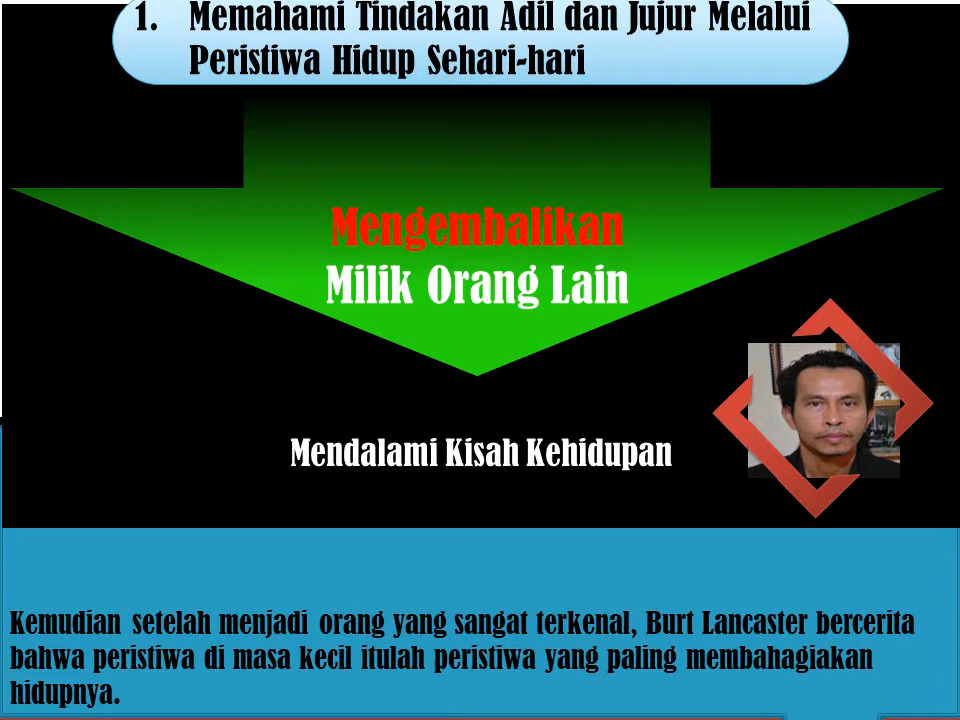 1. Memahami Tindakan Adil dan Jujur Melalui
Peristiwa Hidup Sehari-hari
Mengembalikan
Milik Orang Lain
Mendalami Kisah Kehidupan
Kemudian setelah menjadi orang yang sangat terkenal, Burt Lancaster bercerita
bahwa peristiwa di masa kecil itulah peristiwa yang paling membahagiakan
hidupnya.